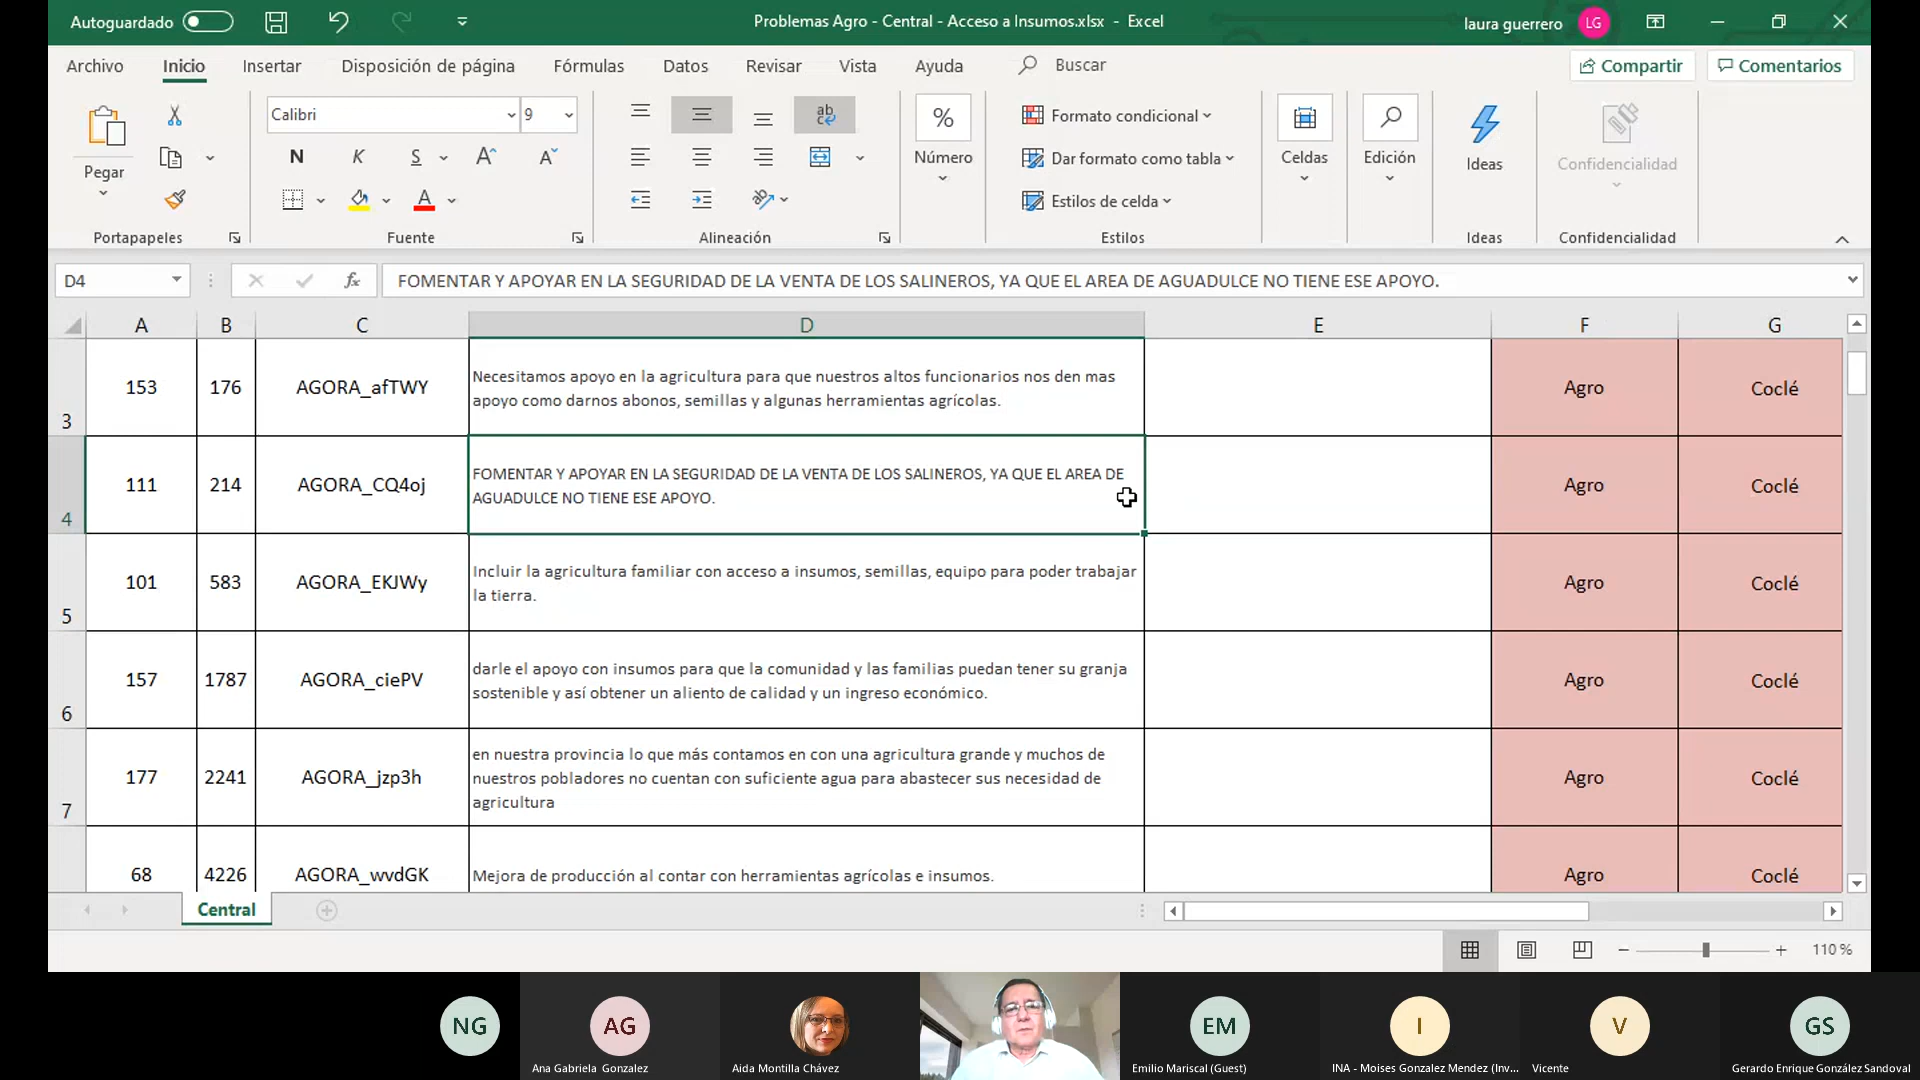 Autoguardado
Problemas Agro - Central - Acceso a Insumos.xlsx - Excel
laura guerrero
LG
Archivo Inicio Insertar Disposición de página Fórmulas Datos Revisar Vista Ayuda Buscar
Compartir Comentarios
Pegar
Portapapeles
Calibri 9
N K S A A
A
Fuente
ab
c
Alineación
%
Número
Formato condicional
Dar formato como tabla
Estilos de celda
Estilos
Celdas
Edición
Ideas
Ideas
Confidencialidad
Confidencialidad
D4
fx
FOMENTAR Y APOYAR EN LA SEGURIDAD DE LA VENTA DE LOS SALINEROS, YA QUE EL AREA DE AGUADULCE NO TIENE ESE APOYO.
A B C D E F G
3 153 176 AGORA_afTWY
Necesitamos apoyo en la agricultura para que nuestros altos funcionarios nos den mas
apoyo como darnos abonos, semillas y algunas herramientas agrícolas.
Agro Coclé
4 111 214 AGORA_CQ4oj
FOMENTAR Y APOYAR EN LA SEGURIDAD DE LA VENTA DE LOS SALINEROS, YA QUE EL AREA DE
AGUADULCE NO TIENE ESE APOYO.
Agro Coclé
5 101 583 AGORA_EKJWy
Incluir la agricultura familiar con acceso a insumos, semillas, equipo para poder trabajar
la tierra.
Agro Coclé
6 157 1787 AGORA_ciePV
darle el apoyo con insumos para que la comunidad y las familias puedan tener su granja
sostenible y así obtener un aliento de calidad y un ingreso económico.
Agro Coclé
7 177 2241 AGORA_jzp3h
en nuestra provincia lo que más contamos en con una agricultura grande y muchos de
nuestros pobladores no cuentan con suficiente agua para abastecer sus necesidad de
agricultura
Agro Coclé
68 4226 AGORA_wvdGK
Mejora de producción al contar con herramientas agrícolas e insumos.
Agro Coclé
Central
110 %
NG
AG
EM
I
V
GS
Ana Gabriela Gonzalez
Aida Montilla Chávez
Emilio Mariscal (Guest)
INA - Moises Gonzalez Mendez (Inv...
Vicente
Gerardo Enrique González Sandoval